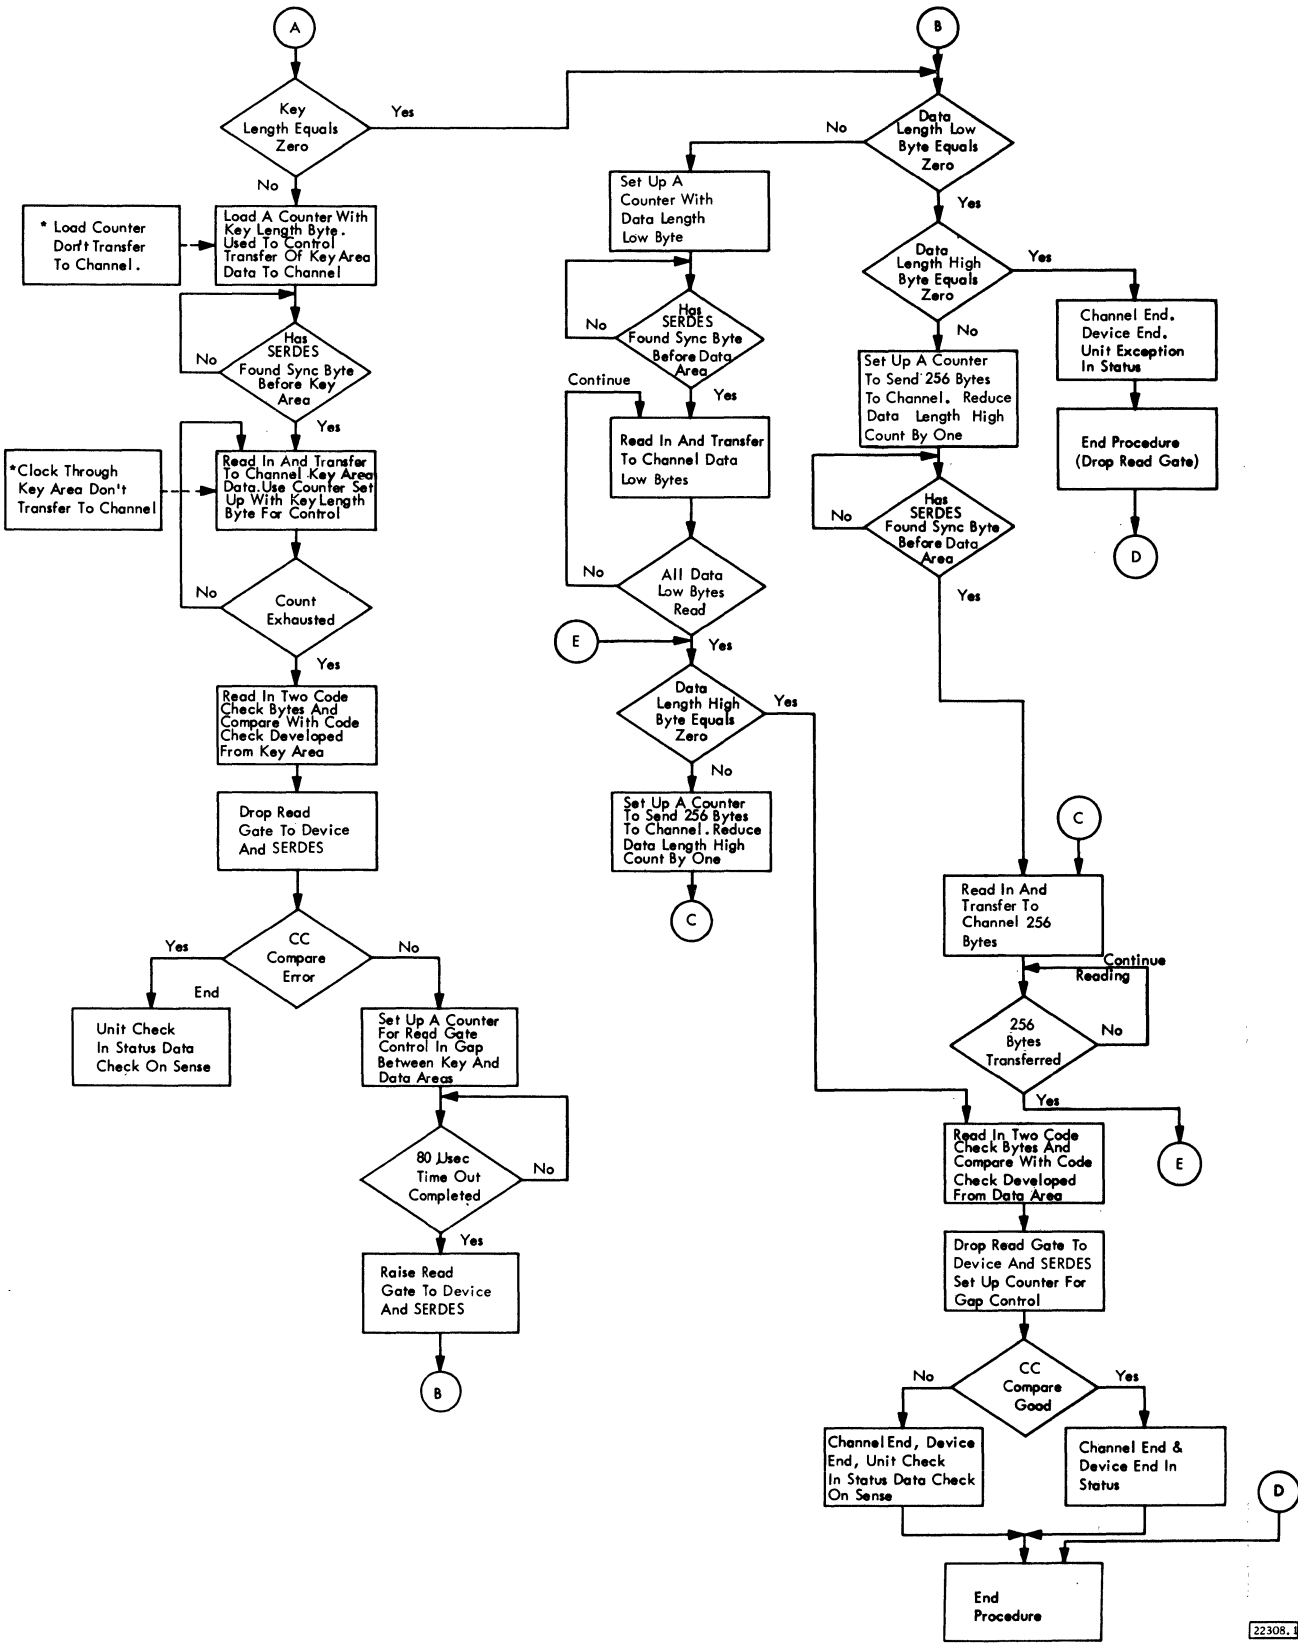 A
Key
Length Equals
Zero
Yes
No
* Load Counter
Don't Transfer
To Channel.
Load A Counter With
Key Length Byte.
Used To Control
Transfer Of Key Area
Data To Channel
Has
SERDES
Found Sync Byte
Before Key
Area
No
Yes
*Clock Through
Key Area Don't
Transfer To Channel
Read In And Transfer
To Channel Key Area
Data.Use Counter Set
Up With Key Length
Byte For Control
No
Count
Exhausted
Yes
Read In Two Code
Check Bytes And
Compare With Code
Check Developed
From Key Area
Drop Read
Gate To Device
And SERDES
Yes
CC
Compare
Error
No
End
Unit Check
In Status Data
Check On Sense
Set Up A Counter
For Read Gate
Control In Gap
Between Key And
Data Areas
80 µsec
Time Out
Completed
No
Yes
Raise Read
Gate To Device
And SERDES
B
B
Data
Length Low
Byte Equals
Zero
No
Yes
Set Up A
Counter With
Data Length
Low Byte
Has
SERDES
Found Sync Byte
Before Data
Area
No
Yes
Continue
Read In And Transfer
To Channel Data
Low Bytes
No
All Data
Low Bytes
Read
E
Yes
Data
Length High
Byte Equals
Zero
Yes
No
Set Up A Counter
To Send 256 Bytes
To Channel.Reduce
Data Length High
Count By One
C
Data
Length High
Byte Equals
Zero
Yes
No
Channel End.
Device End.
Unit Exception
In Status
End Procedure
(Drop Read Gate)
D
Set Up A Counter
To Send 256 Bytes
To Channel. Reduce
Data Length High
Count By One
Has
SERDES
Found Sync Byte
Before Data
Area
No
Yes
C
Read In And
Transfer To
Channel 256
Bytes
Continue
Reading
256
Bytes
Transferred
No
Yes
E
Read In Two Code
Check Bytes And
Compare With Code
Check Developed
From Data Area
Drop Read Gate To
Device And SERDES
Set Up Counter For
Gap Control
No
CC
Compare
Good
Yes
Channel End, Device
End, Unit Check
In Status Data Check
On Sense
Channel End &
Device End In
Status
D
End
Procedure